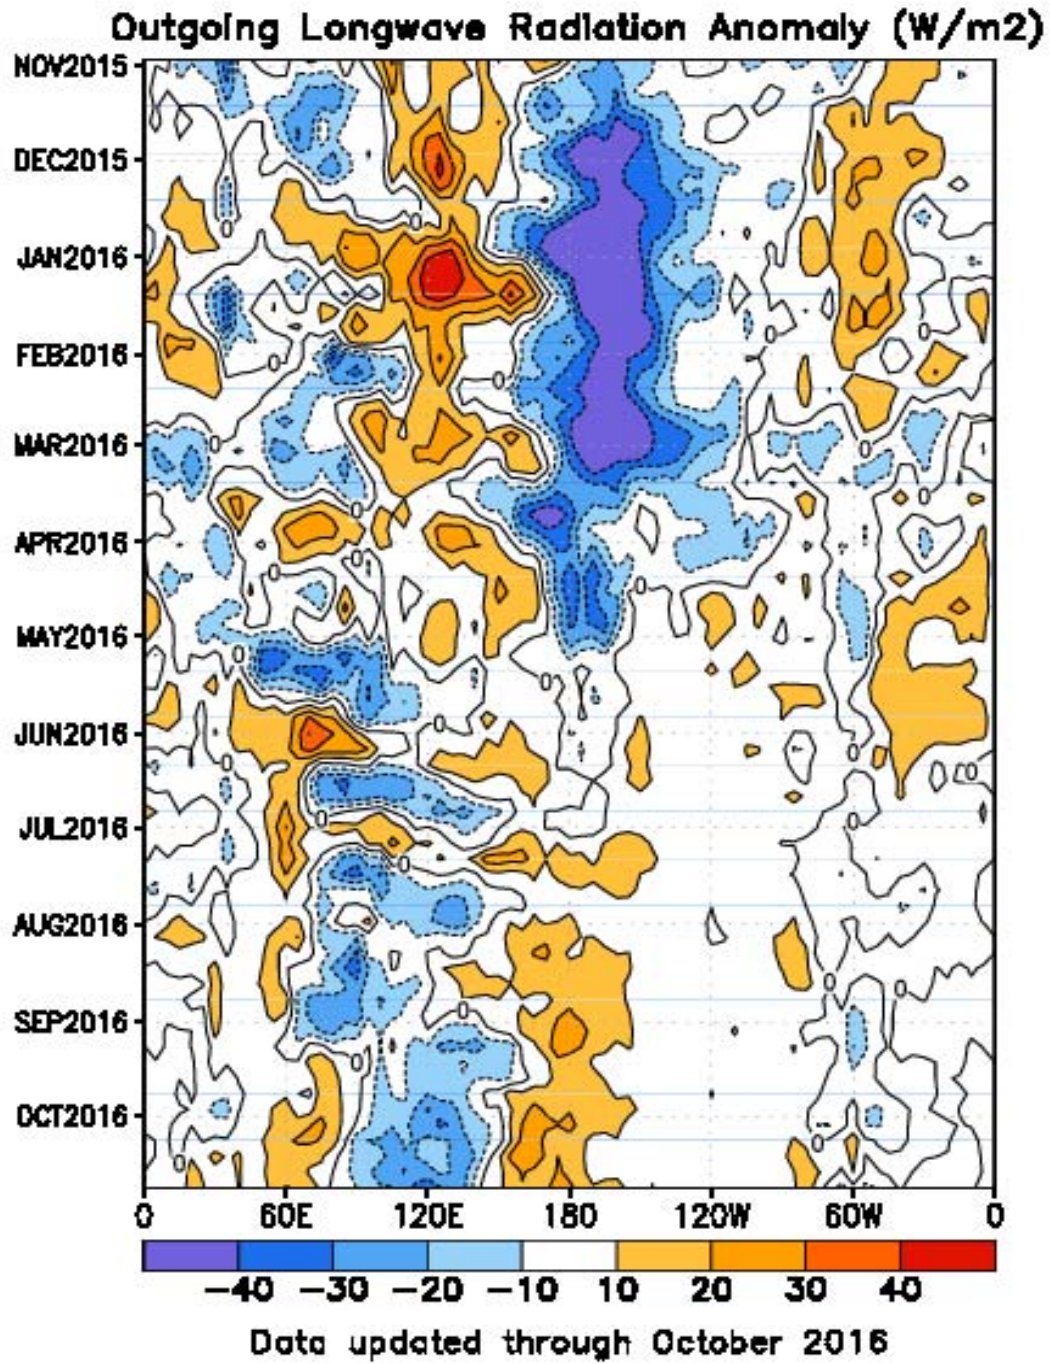 Outgoing Longwave Radiation Anomaly (W/m2)
NOV2015
DEC2015
JAN2016
FEB2016
MAR2016
APR2016
MAY2016
JUN2016
JUL2016
AUG2016
SEP2016
OCT2016
0 60E 120E 180 120W 60W 0
-40 -30 -20 -10 10 20 30 40
Data updated through October 2016